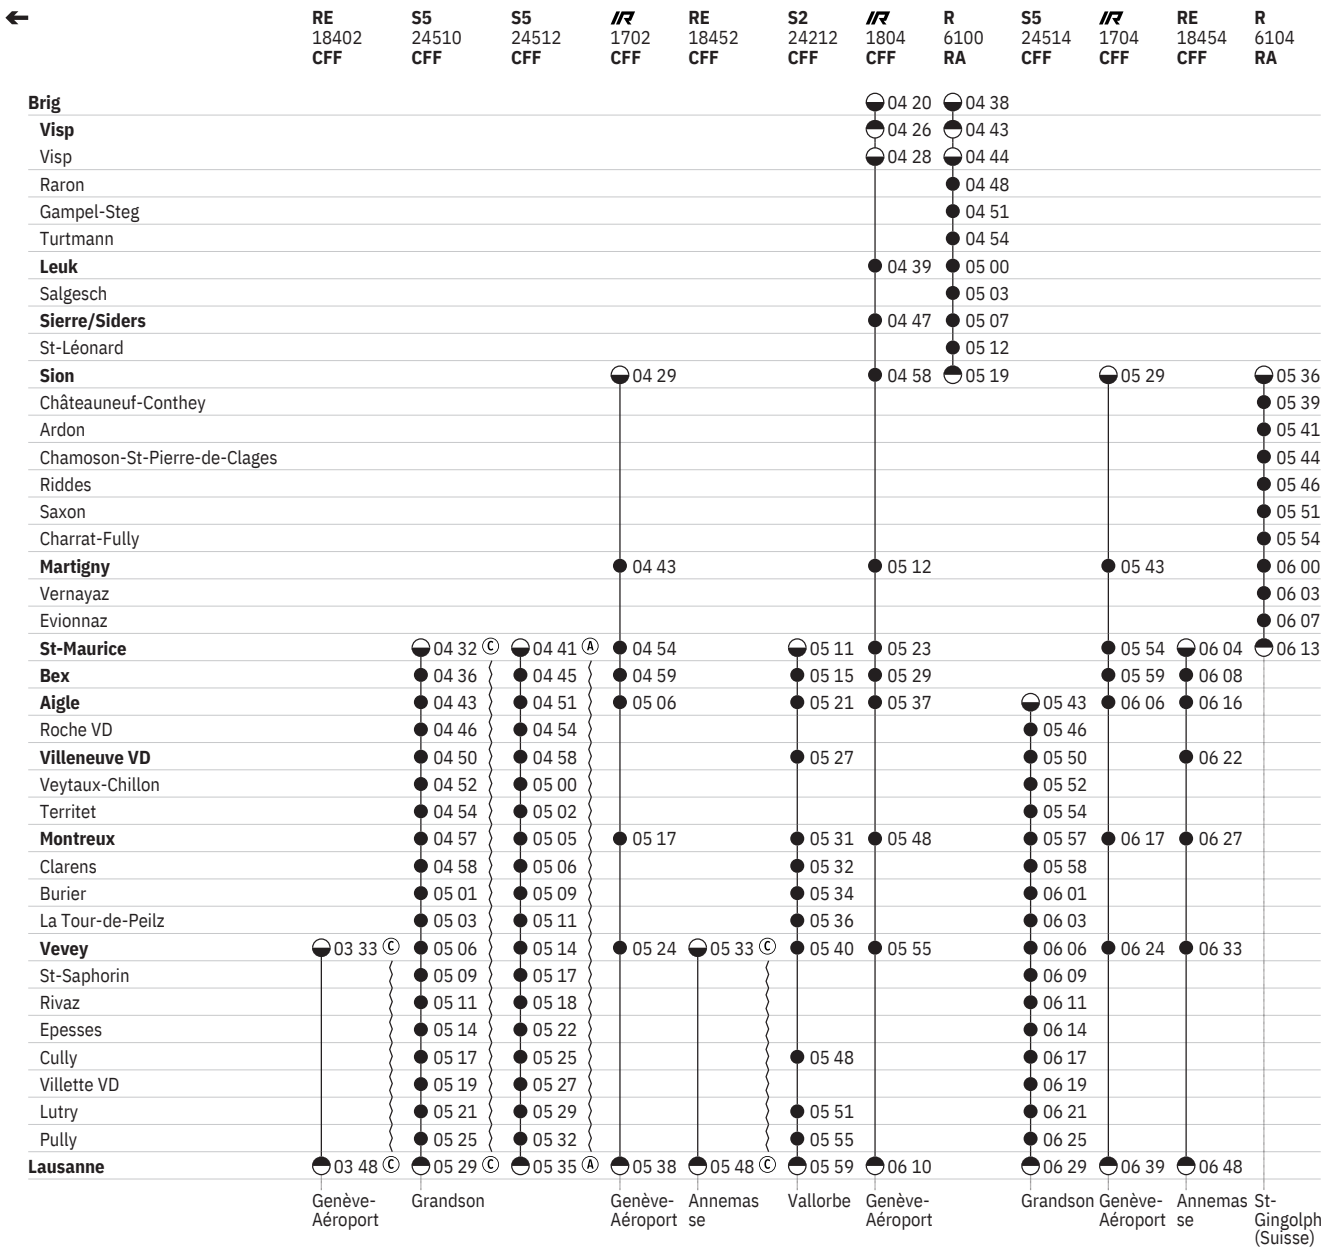 ← RE S5 S5 IR RE S2 IR R S5 IR RE R
18402 24510 24512 1702 18452 24212 1804 6100 24514 1704 18454 6104
CFF CFF CFF CFF CFF CFF CFF RA CFF CFF CFF RA
Brig 04 20 04 38
Visp 04 26 04 43
Visp 04 28 04 44
Raron 04 48
Gampel-Steg 04 51
Turtmann 04 54
Leuk 04 39 05 00
Salgesch 05 03
Sierre/Siders 04 47 05 07
St-Léonard 05 12
Sion 04 29 04 58 05 19 05 29 05 36
Châteauneuf-Conthey 05 39
Ardon 05 41
Chamoson-St-Pierre-de-Clages 05 44
Riddes 05 46
Saxon 05 51
Charrat-Fully 05 54
Martigny 04 43 05 12 05 43 06 00
Vernayaz 06 03
Evionnaz 06 07
St-Maurice 04 32 Ⓒ 04 41 Ⓐ 04 54 05 11 05 23 05 54 06 04 06 13
Bex 04 36 04 45 04 59 05 15 05 29 05 59 06 08
Aigle 04 43 04 51 05 06 05 21 05 37 05 43 06 06 06 16
Roche VD 04 46 04 54 05 46
Villeneuve VD 04 50 04 58 05 27 05 50 06 22
Veytaux-Chillon 04 52 05 00 05 52
Territet 04 54 05 02 05 54
Montreux 04 57 05 05 05 17 05 31 05 48 05 57 06 17 06 27
Clarens 04 58 05 06 05 32 05 58
Burier 05 01 05 09 05 34 06 01
La Tour-de-Peilz 05 03 05 11 05 36 06 03
Vevey 03 33 Ⓒ 05 06 05 14 05 24 05 33 Ⓒ 05 40 05 55 06 06 06 24 06 33
St-Saphorin 05 09 05 17 06 09
Rivaz 05 11 05 18 06 11
Epesses 05 14 05 22 06 14
Cully 05 17 05 25 05 48 06 17
Villette VD 05 19 05 27 06 19
Lutry 05 21 05 29 05 51 06 21
Pully 05 25 05 32 05 55 06 25
Lausanne 03 48 Ⓒ 05 29 Ⓒ 05 35 Ⓐ 05 38 05 48 Ⓒ 05 59 06 10 06 29 06 39 06 48
Genève- Grandson Genève- Annemas Vallorbe Genève- Grandson Genève- Annemas St-
Aéroport Aéroport se Aéroport Aéroport se Gingolph
(Suisse)